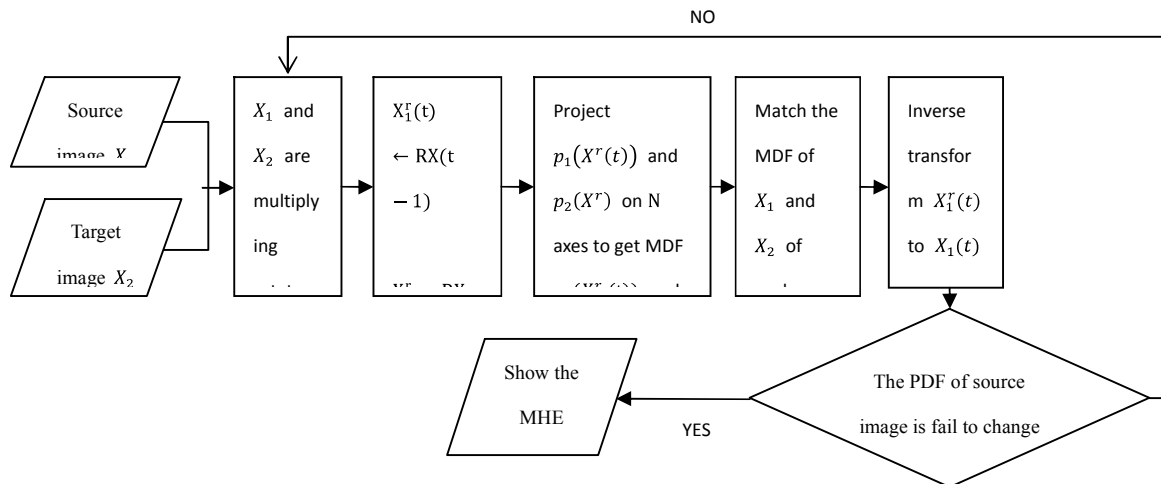 NO
Source
image X
Target
image X₂
X₁ and
X₂ are
multiply
ing
X₁ʳ(t)
← RX(t
− 1)
Project
p₁(Xʳ(t)) and
p₂(Xʳ) on N
axes to get MDF
Match the
MDF of
X₁ and
X₂ of
Inverse
transfor
m X₁ʳ(t)
to X₁(t)
The PDF of source
image is fail to change
YES
Show the
MHE